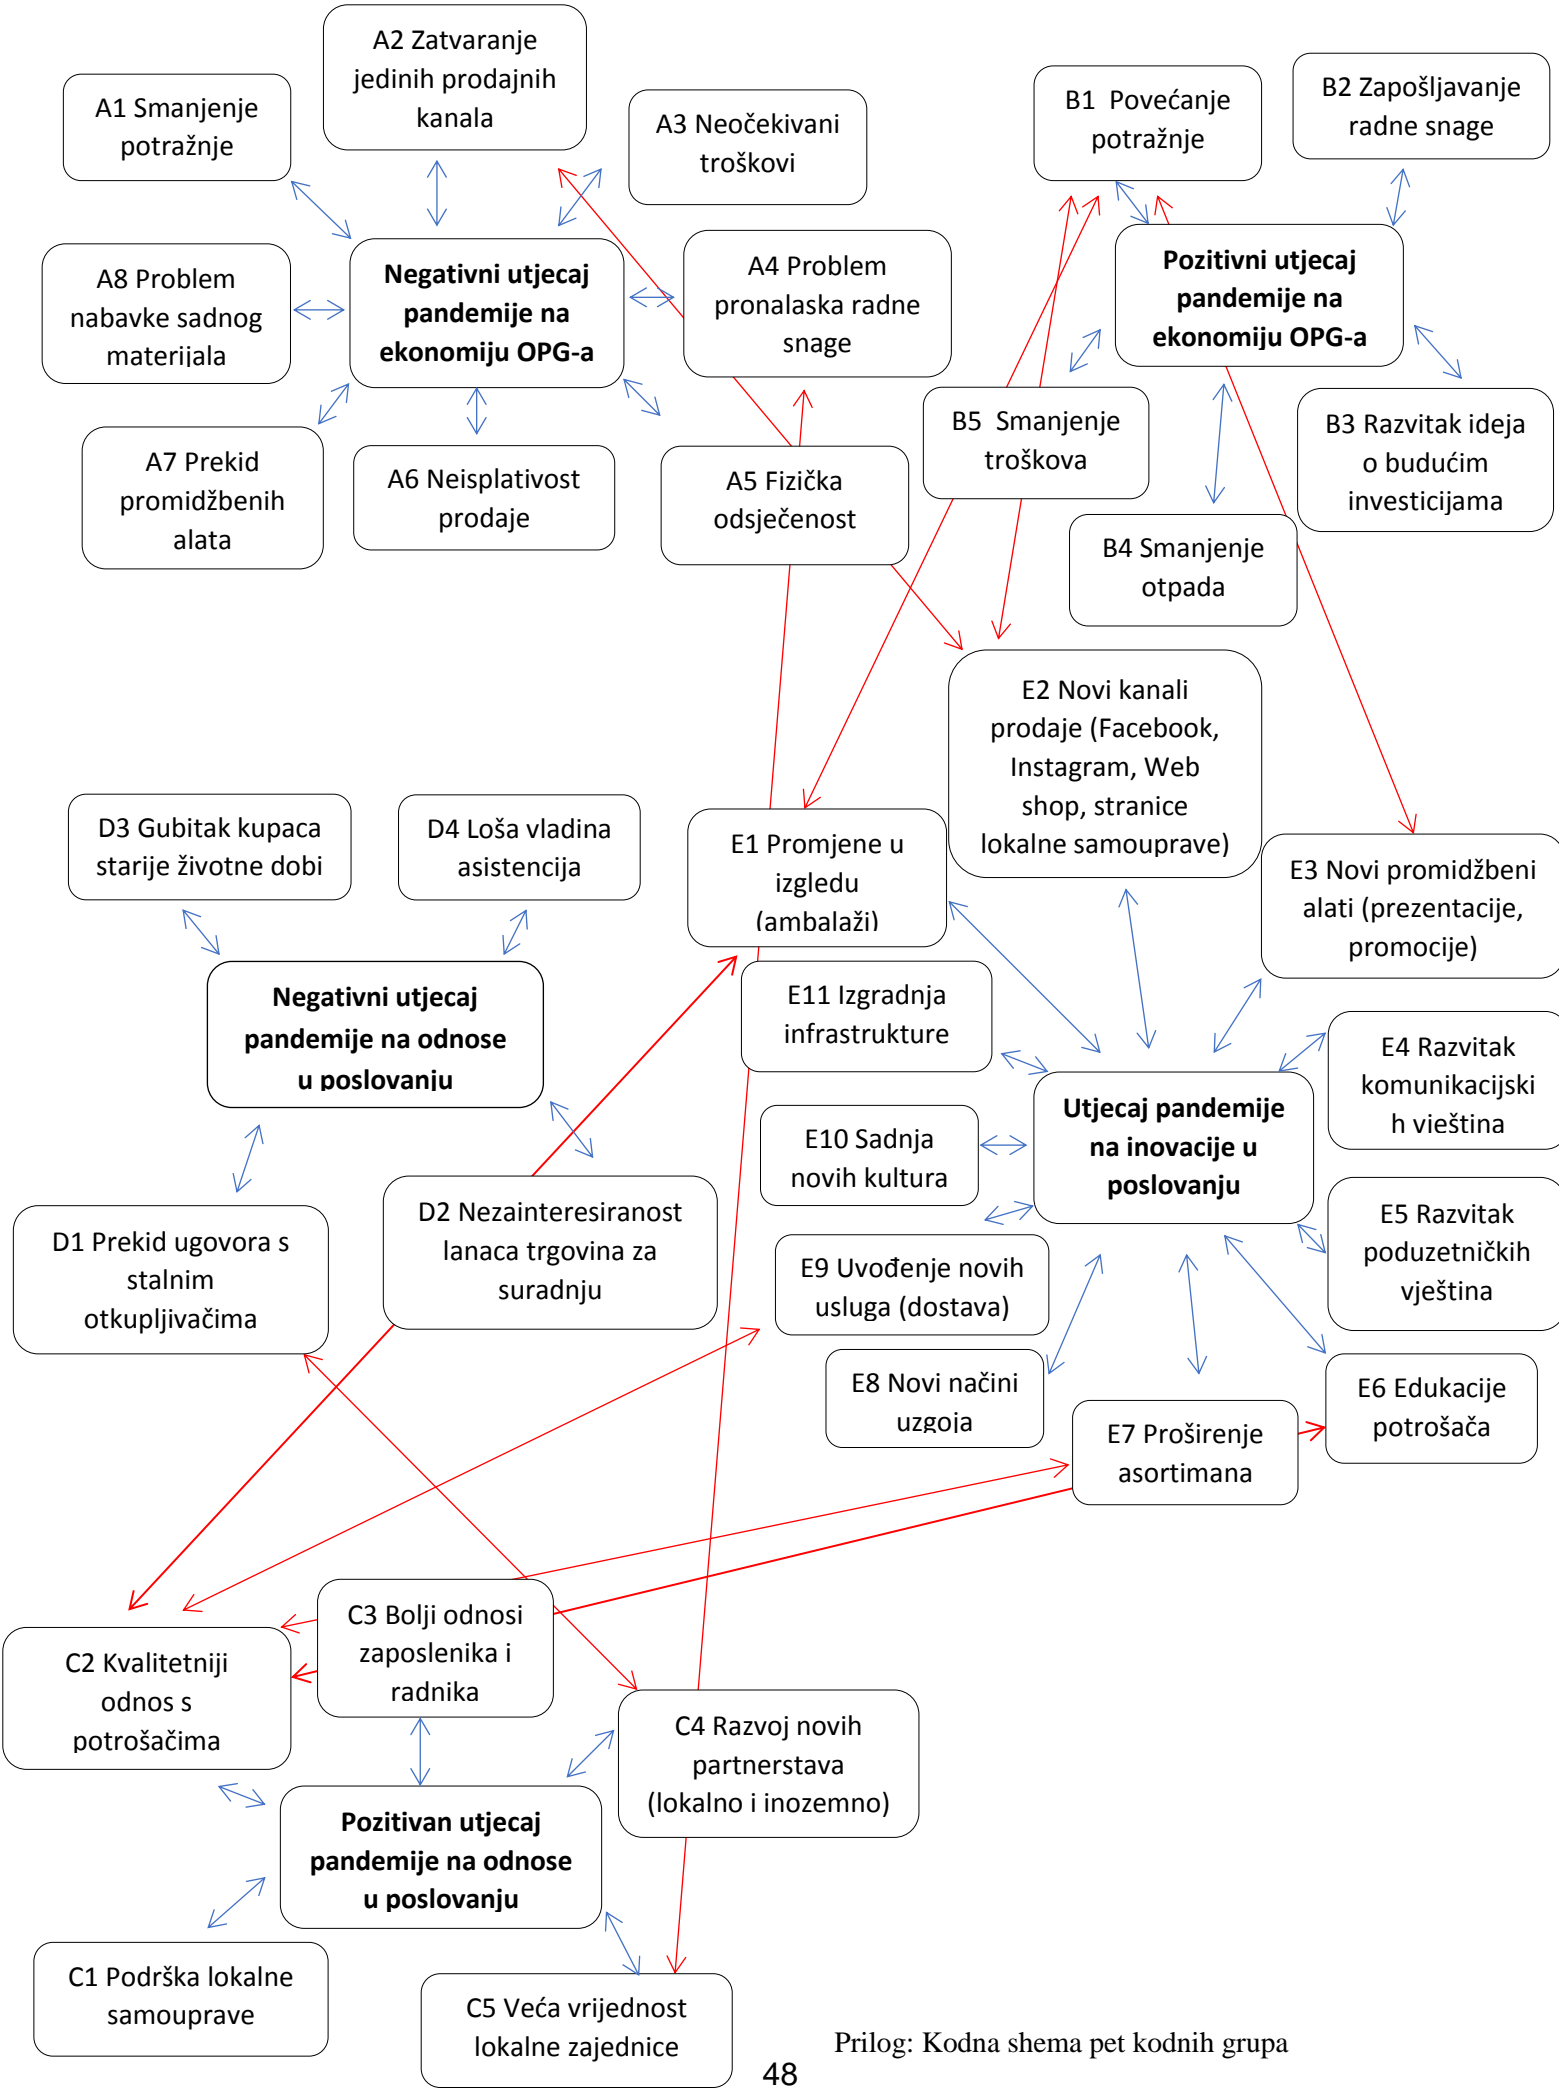 A2 Zatvaranje
jedinih prodajnih
kanala
A1 Smanjenje
potražnje
A3 Neočekivani
troškovi
B1 Povećanje
potražnje
B2 Zapošljavanje
radne snage
A8 Problem
nabavke sadnog
materijala
Negativni utjecaj
pandemije na
ekonomiju OPG-a
A4 Problem
pronalaska radne
snage
Pozitivni utjecaj
pandemije na
ekonomiju OPG-a
A7 Prekid
promidžbenih
alata
A6 Neisplativost
prodaje
A5 Fizička
odsječenost
B5 Smanjenje
troškova
B3 Razvitak ideja
o budućim
investicijama
B4 Smanjenje
otpada
E2 Novi kanali
prodaje (Facebook,
Instagram, Web
shop, stranice
lokalne samouprave)
D3 Gubitak kupaca
starije životne dobi
D4 Loša vladina
asistencija
E1 Promjene u
izgledu
(ambalaži)
E3 Novi promidžbeni
alati (prezentacije,
promocije)
Negativni utjecaj
pandemije na odnose
u poslovanju
E11 Izgradnja
infrastrukture
E4 Razvitak
komunikacijski
h vještina
E10 Sadnja
novih kultura
Utjecaj pandemije
na inovacije u
poslovanju
D1 Prekid ugovora s
stalnim
otkupljivačima
D2 Nezainteresiranost
lanaca trgovina za
suradnju
E9 Uvođenje novih
usluga (dostava)
E5 Razvitak
poduzetničkih
vještina
E8 Novi načini
uzgoja
E7 Proširenje
asortimana
E6 Edukacije
potrošača
C2 Kvalitetniji
odnos s
potrošačima
C3 Bolji odnosi
zaposlenika i
radnika
C4 Razvoj novih
partnerstava
(lokalno i inozemno)
Pozitivan utjecaj
pandemije na odnose
u poslovanju
C1 Podrška lokalne
samouprave
C5 Veća vrijednost
lokalne zajednice
Prilog: Kodna shema pet kodnih grupa
48